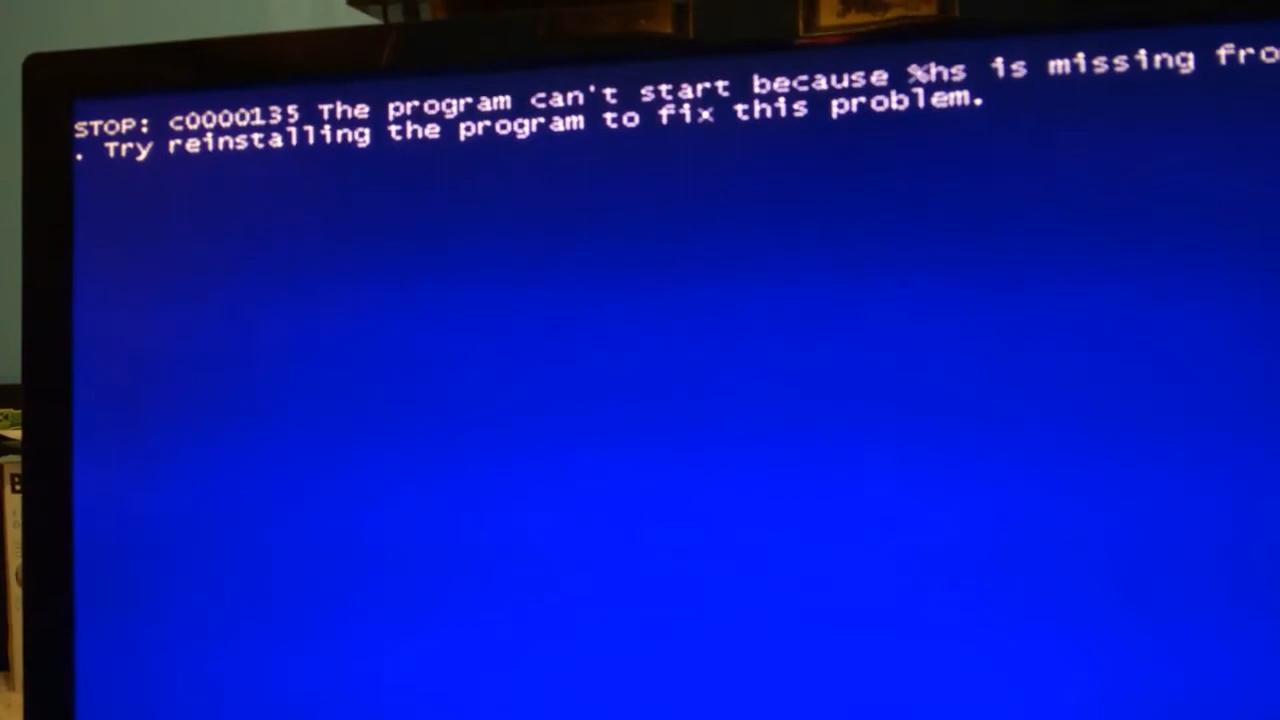 STOP: c0000135 The program can't start because %hs is missing fro
. Try reinstalling the program to fix this problem.
B